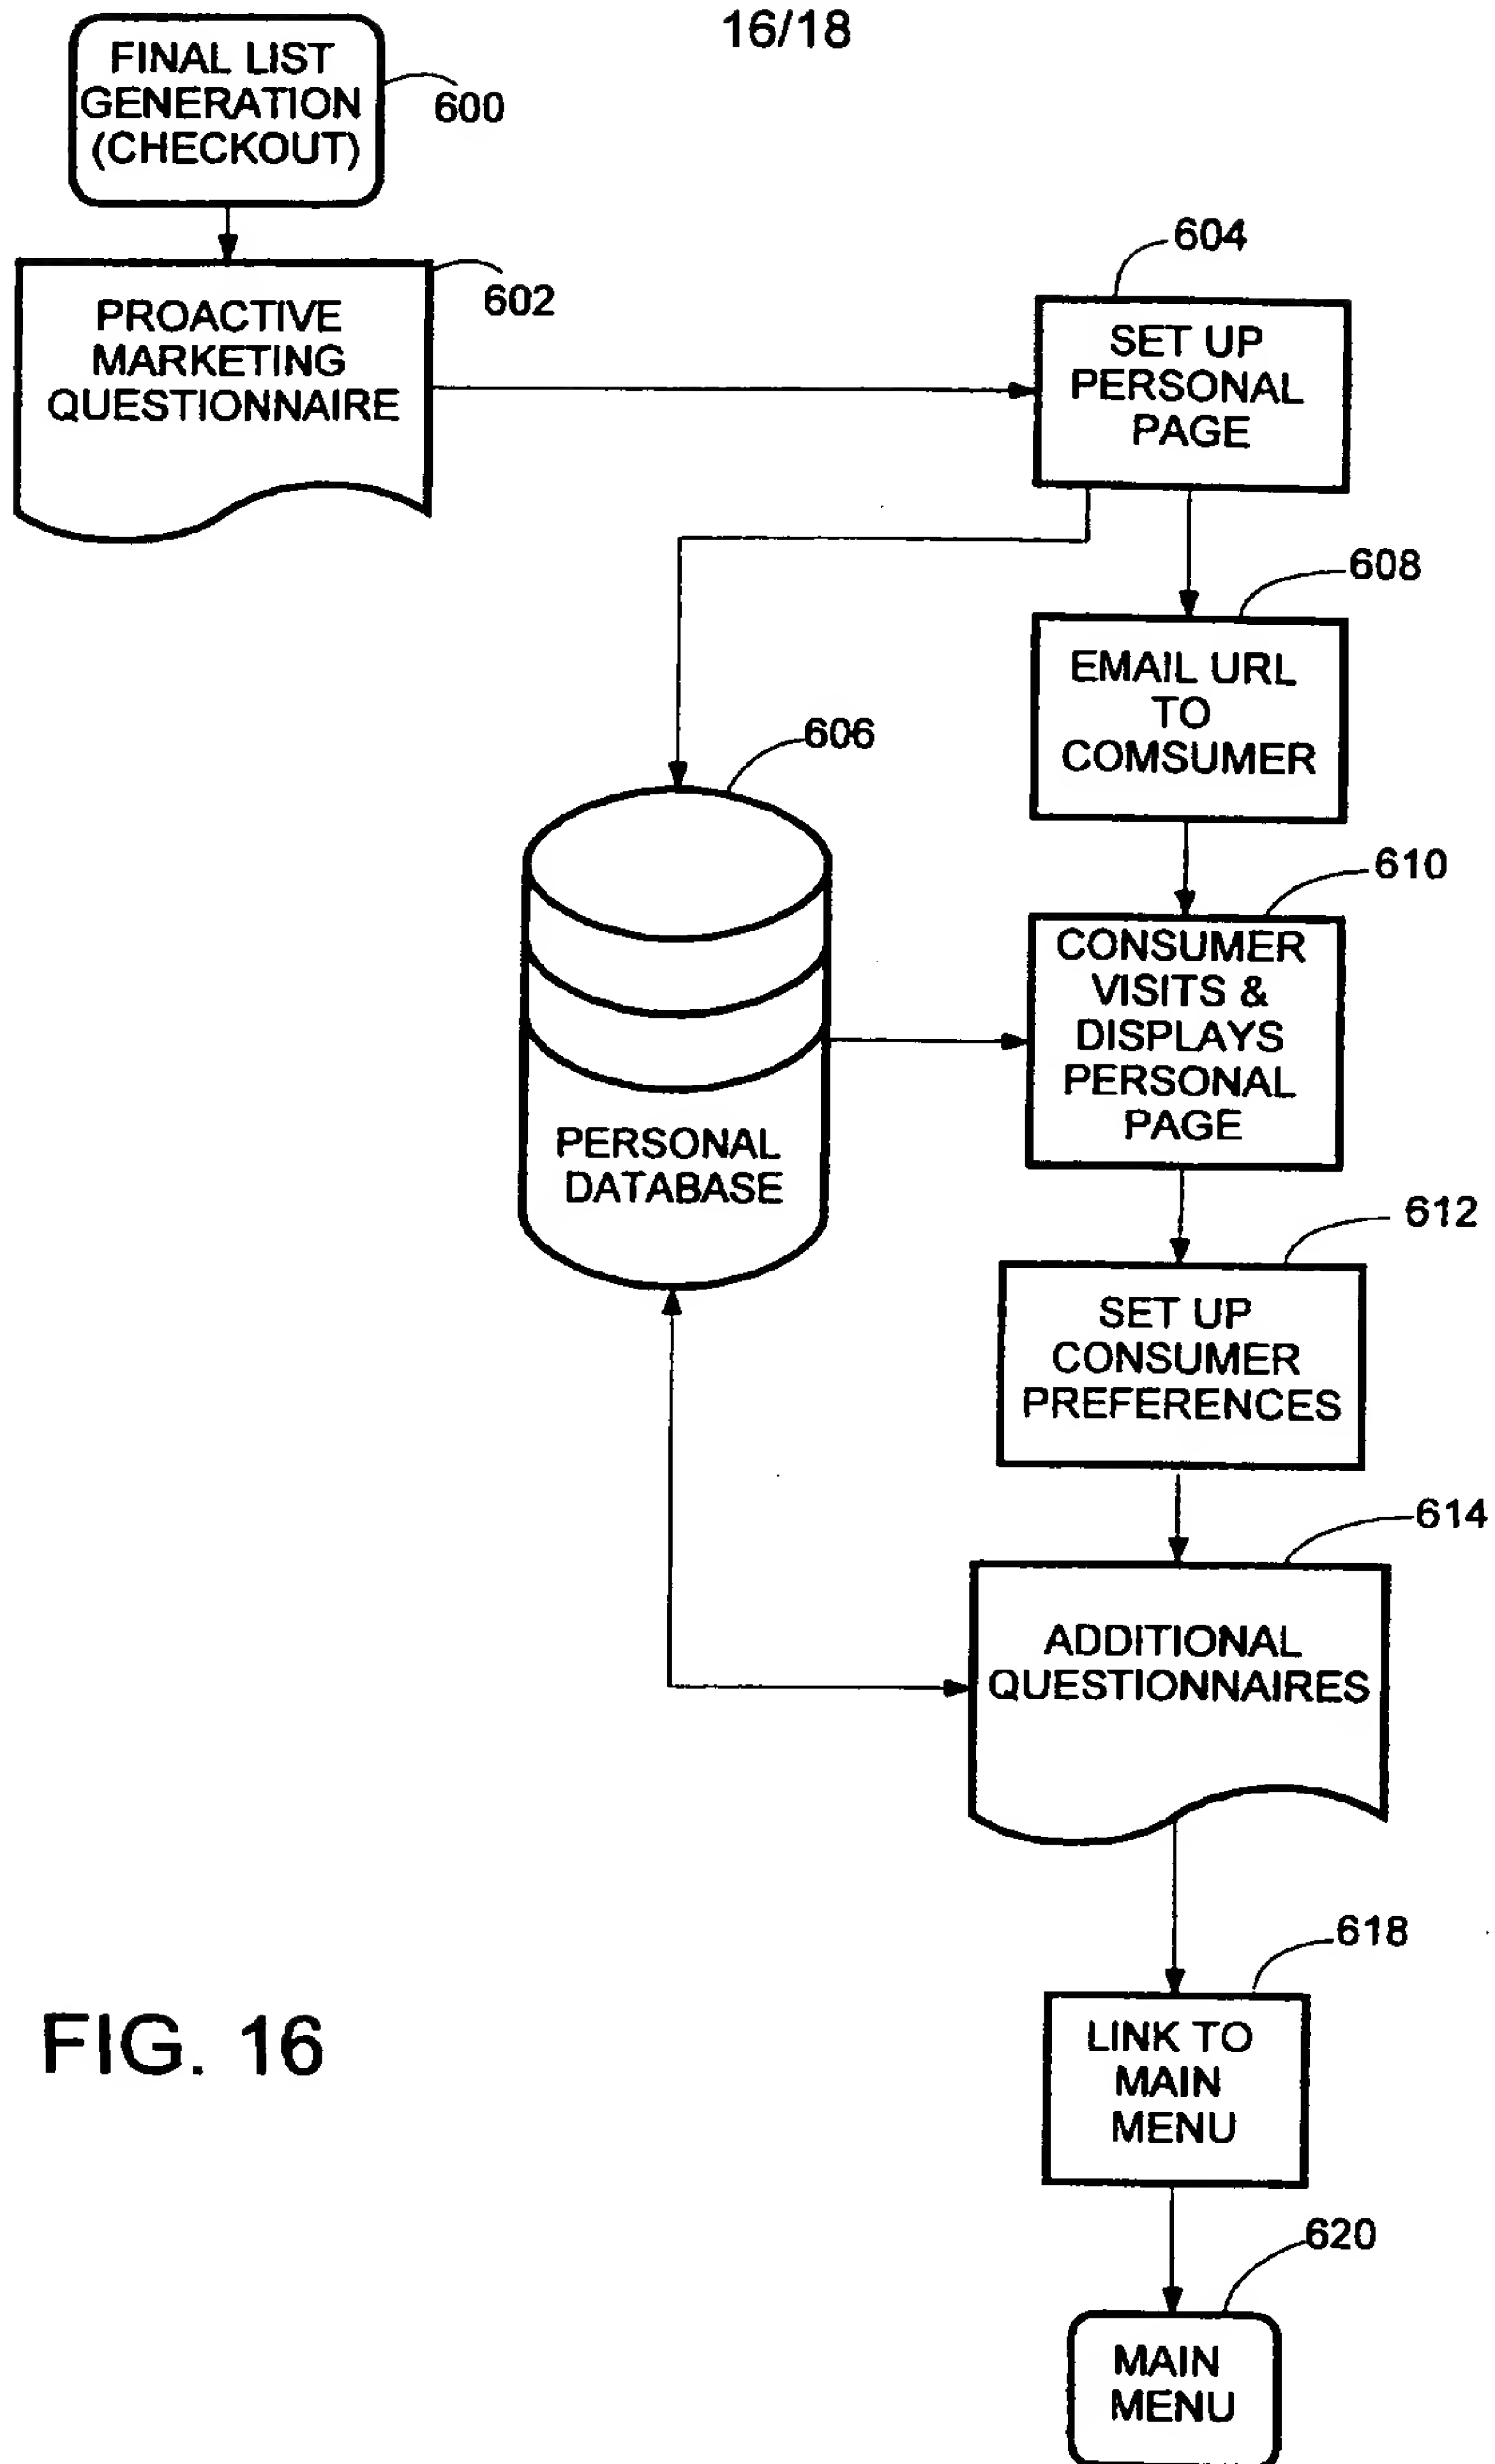 16/18
FINAL LIST
GENERATION
(CHECKOUT)
600
PROACTIVE
MARKETING
QUESTIONNAIRE
602
604
SET UP
PERSONAL
PAGE
608
EMAIL URL
TO
COMSUMER
606
PERSONAL
DATABASE
610
CONSUMER
VISITS &
DISPLAYS
PERSONAL
PAGE
612
SET UP
CONSUMER
PREFERENCES
614
ADDITIONAL
QUESTIONNAIRES
618
LINK TO
MAIN
MENU
620
MAIN
MENU
FIG. 16